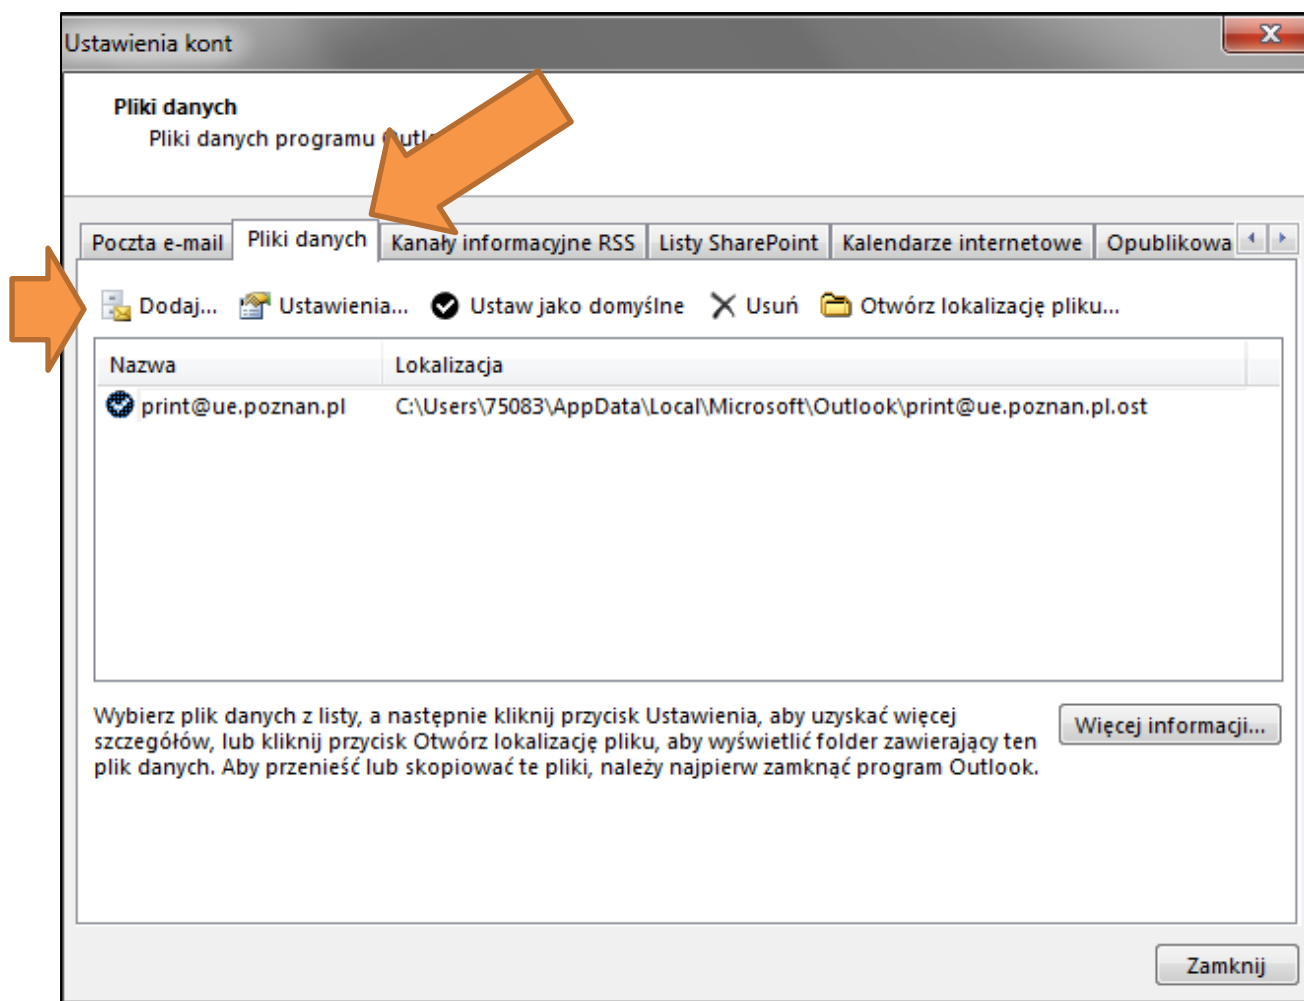 Ustawienia kont
Pliki danych
Pliki danych programu
Poczta e-mail Pliki danych Kanały informacyjne RSS Listy SharePoint Kalendarze internetowe Opublikowa
Dodaj... Ustawienia... Ustaw jako domyślne Usuń Otwórz lokalizację pliku...
Nazwa Lokalizacja
print@ue.poznan.pl C:\Users\75083\AppData\Local\Microsoft\Outlook\print@ue.poznan.pl.ost
Wybierz plik danych z listy, a następnie kliknij przycisk Ustawienia, aby uzyskać więcej
szczegółów, lub kliknij przycisk Otwórz lokalizację pliku, aby wyświetlić folder zawierający ten
plik danych. Aby przenieść lub skopiować te pliki, należy najpierw zamknąć program Outlook.
Więcej informacji...
Zamknij